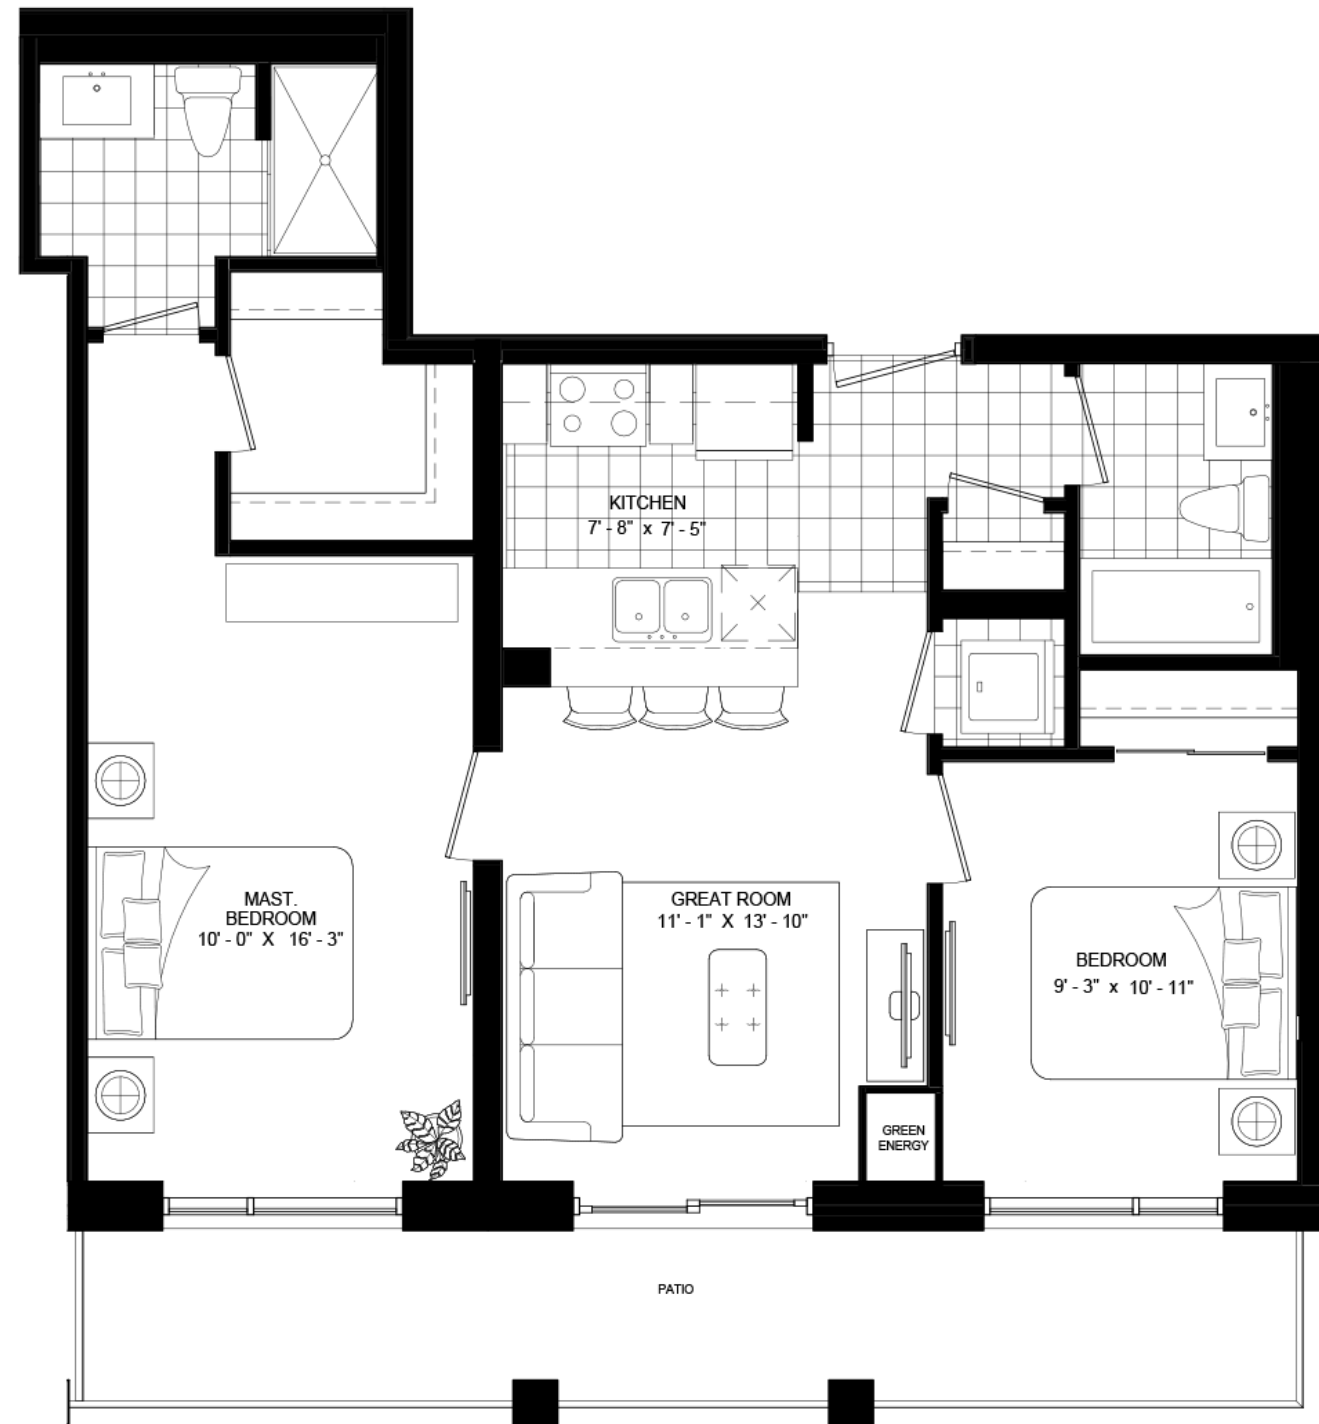 KITCHEN
7' - 8" x 7' - 5"
MAST.
BEDROOM
10' - 0" X 16' - 3"
GREAT ROOM
11' - 1" X 13' - 10"
BEDROOM
9' - 3" x 10' - 11"
GREEN
ENERGY
PATIO